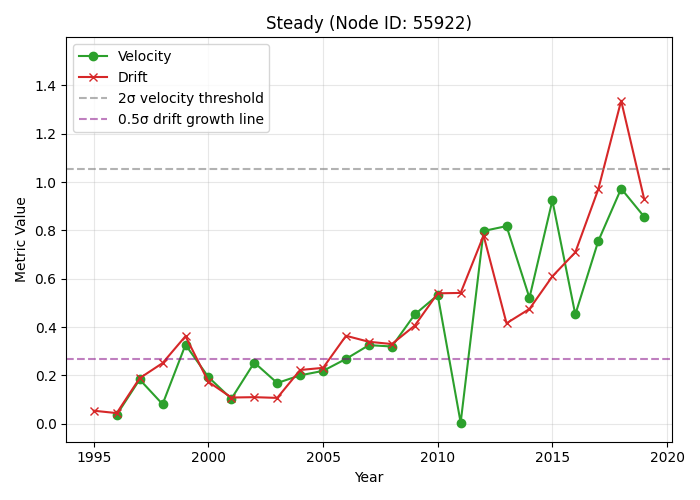 Steady (Node ID: 55922)
Velocity
Drift
2σ velocity threshold
0.5σ drift growth line
Metric Value
1.4
1.2
1.0
0.8
0.6
0.4
0.2
0.0
1995 2000 2005 2010 2015 2020
Year